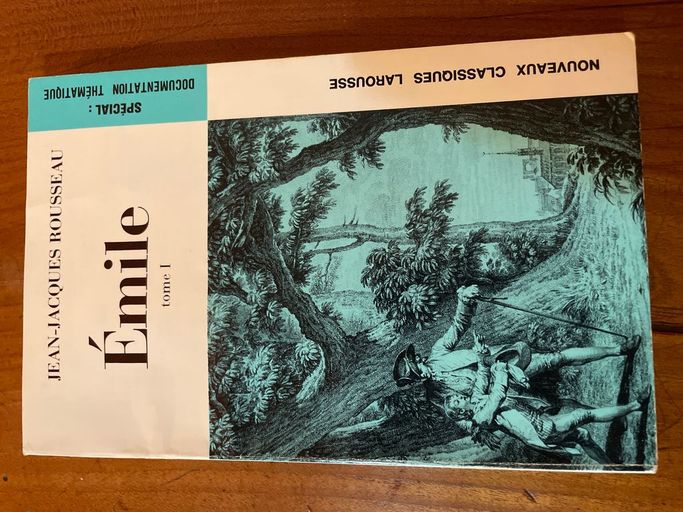 NOUVEAUX CLASSIQUES LAROUSSE
SPÉCIAL :
DOCUMENTATION THÉMATIQUE
JEAN-JACQUES ROUSSEAU
Émile
tome I